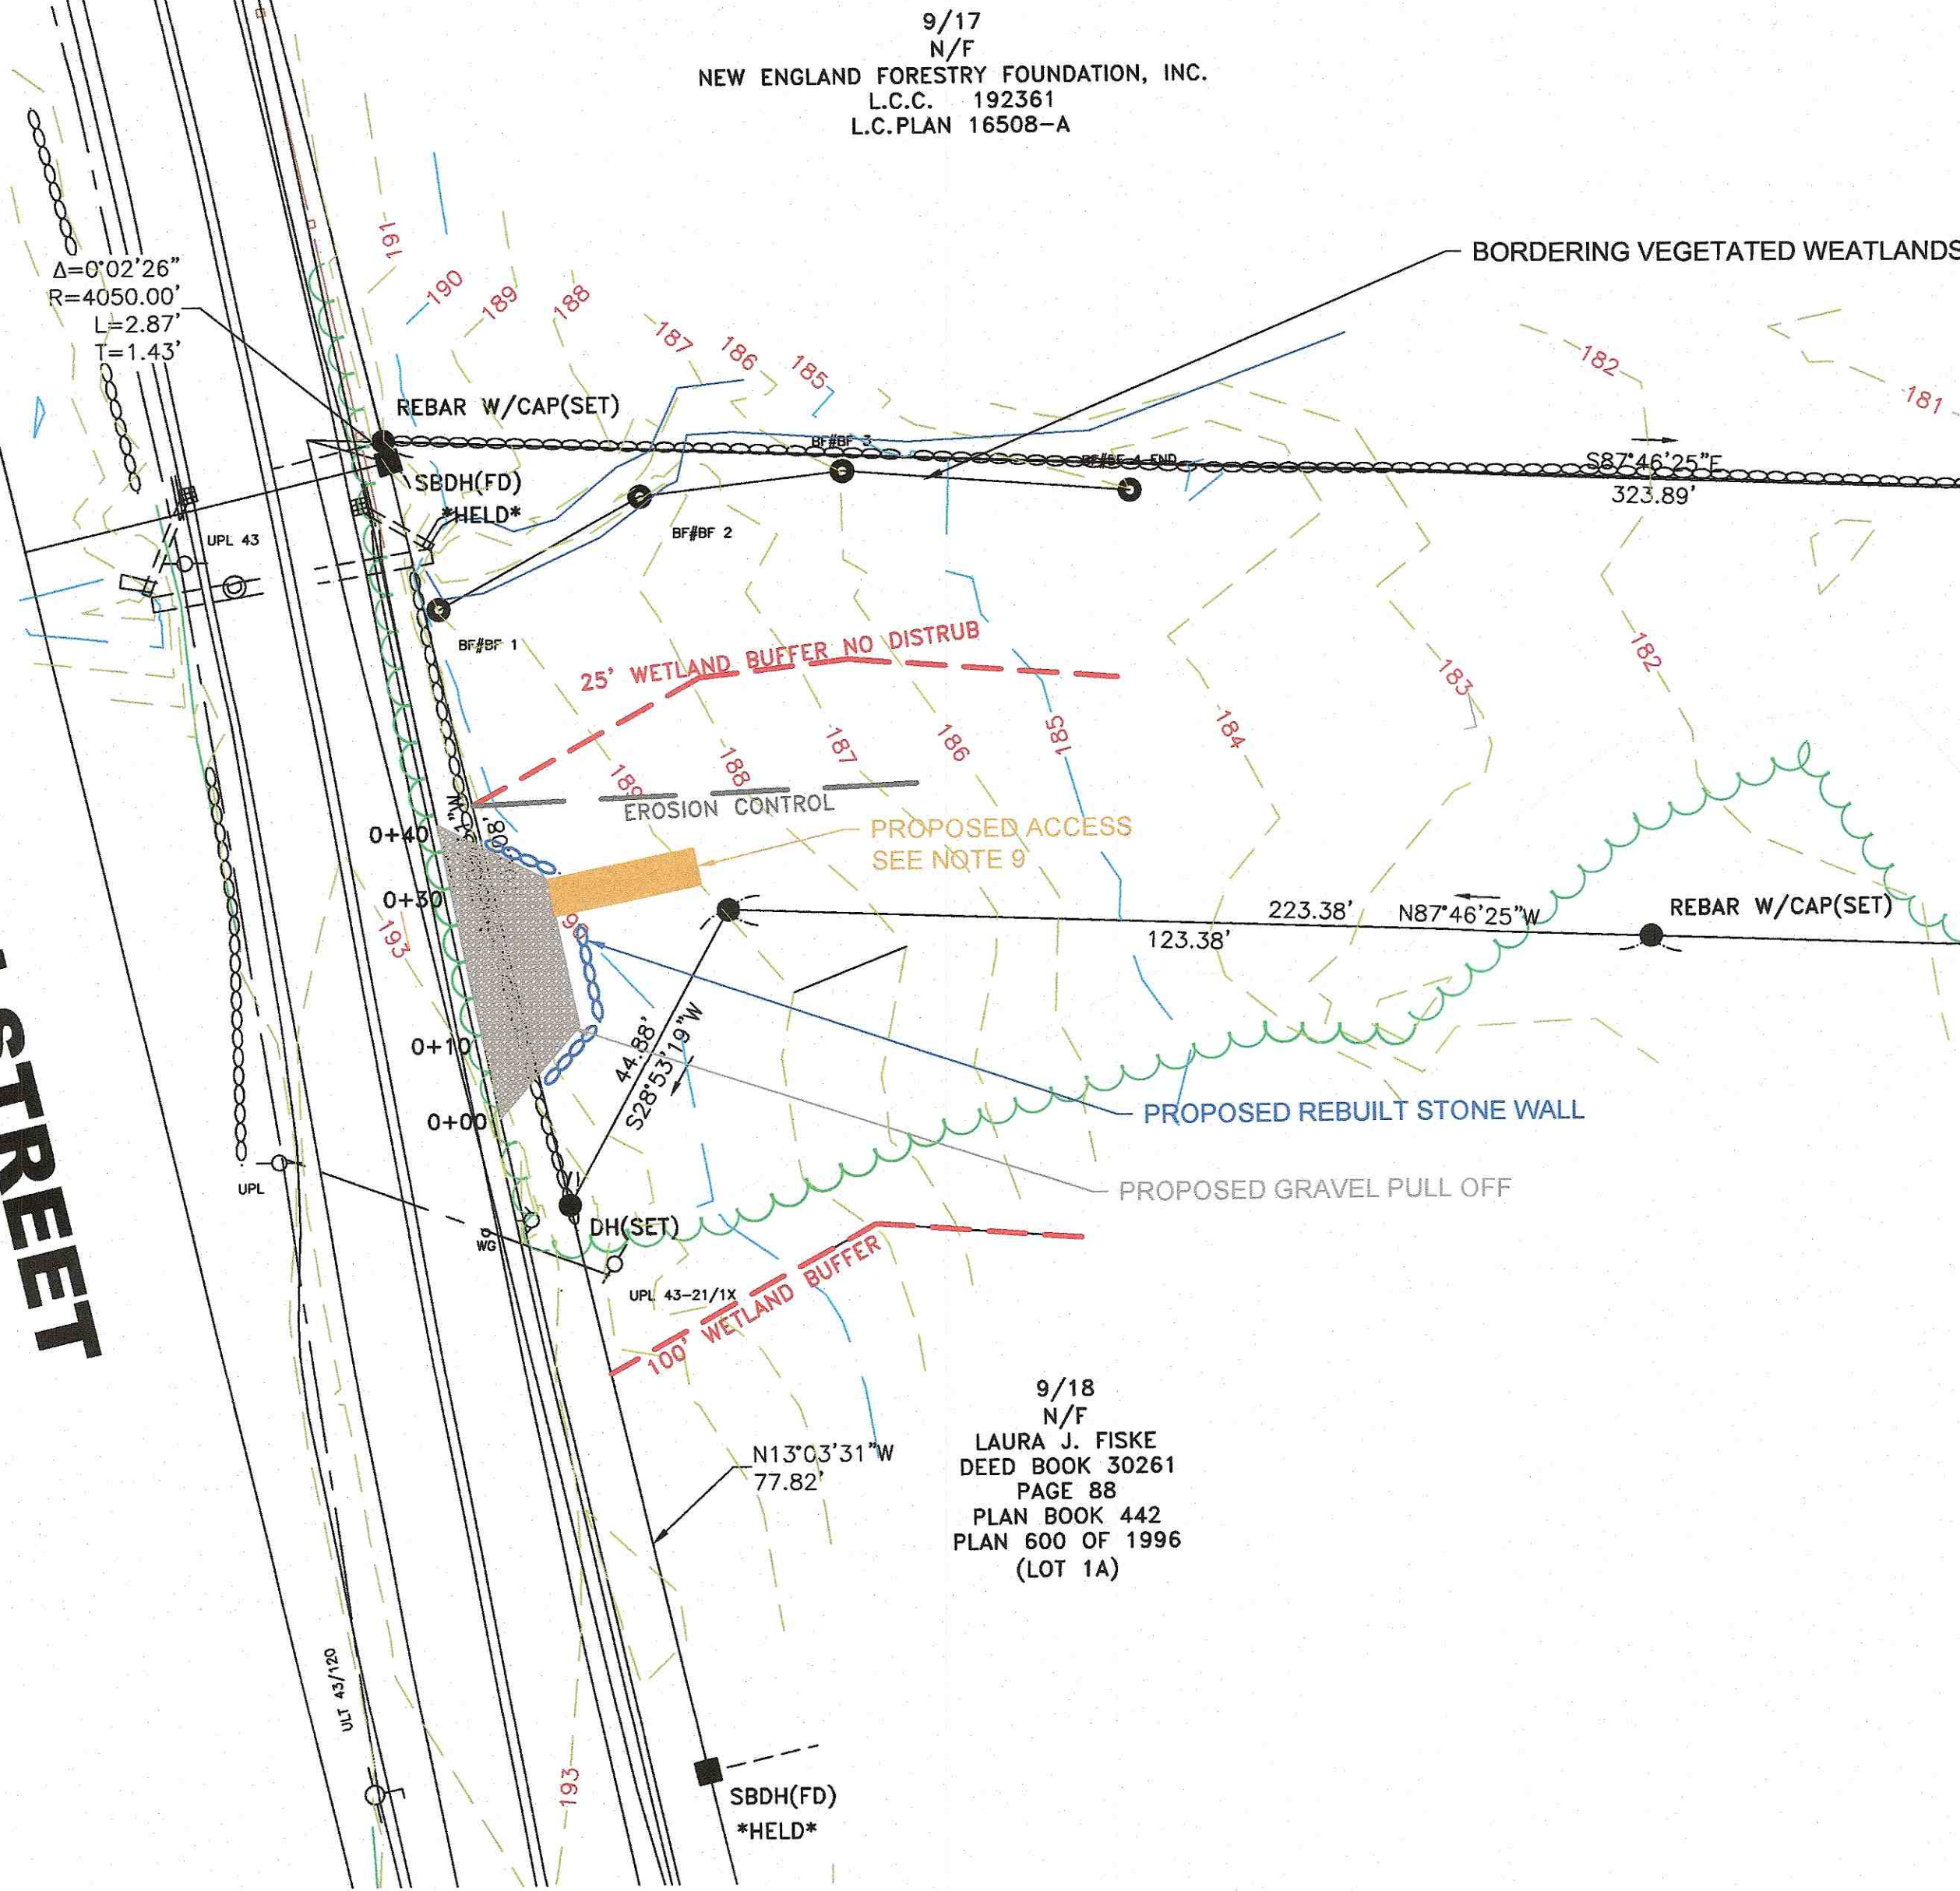 9/17
N/F
NEW ENGLAND FORESTRY FOUNDATION, INC.
L.C.C. 192361
L.C.PLAN 16508-A
BORDERING VEGETATED WEATLANDS
Δ=0°02'26"
R=4050.00'
L=2.87'
T=1.43'
191
190
189
188
187
186
185
182
181
REBAR W/CAP(SET)
SBDH(FD)
*HELD*
BF#BF 3
BF#BF 4 END
S87°46'25"E
323.89'
UPL 43
BF#BF 2
BF#BF 1
25' WETLAND BUFFER NO DISTRUB
182
183
184
185
186
187
188
189
EROSION CONTROL
0+40
PROPOSED ACCESS
SEE NOTE 9
0+30
193
223.38'
N87°46'25"W
REBAR W/CAP(SET)
123.38'
0+10
44.88'
S28°53'19"W
0+00
PROPOSED REBUILT STONE WALL
PROPOSED GRAVEL PULL OFF
STREET
UPL
WG
DH(SET)
UPL 43-21/1X
100' WETLAND BUFFER
9/18
N/F
LAURA J. FISKE
DEED BOOK 30261
PAGE 88
PLAN BOOK 442
PLAN 600 OF 1996
(LOT 1A)
N13°03'31"W
77.82'
ULT 43/120
193
SBDH(FD)
*HELD*